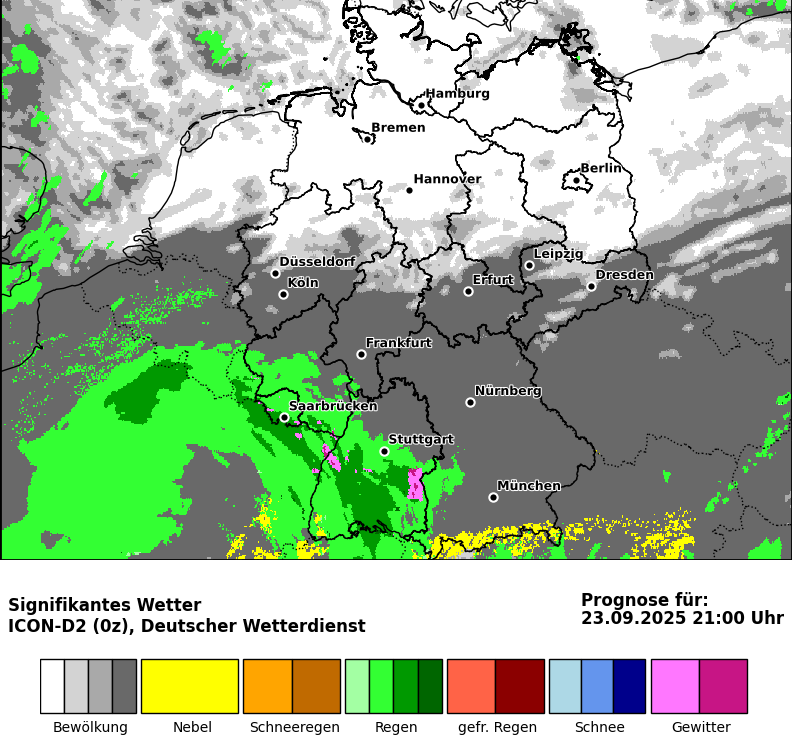 Hamburg
Bremen
Berlin
Hannover
Düsseldorf
Leipzig
Köln
Erfurt
Dresden
Frankfurt
Nürnberg
Saarbrücken
Stuttgart
München
Signifikantes Wetter
ICON-D2 (0z), Deutscher Wetterdienst
Prognose für:
23.09.2025 21:00 Uhr
Bewölkung Nebel Schneeregen Regen gefr. Regen Schnee Gewitter